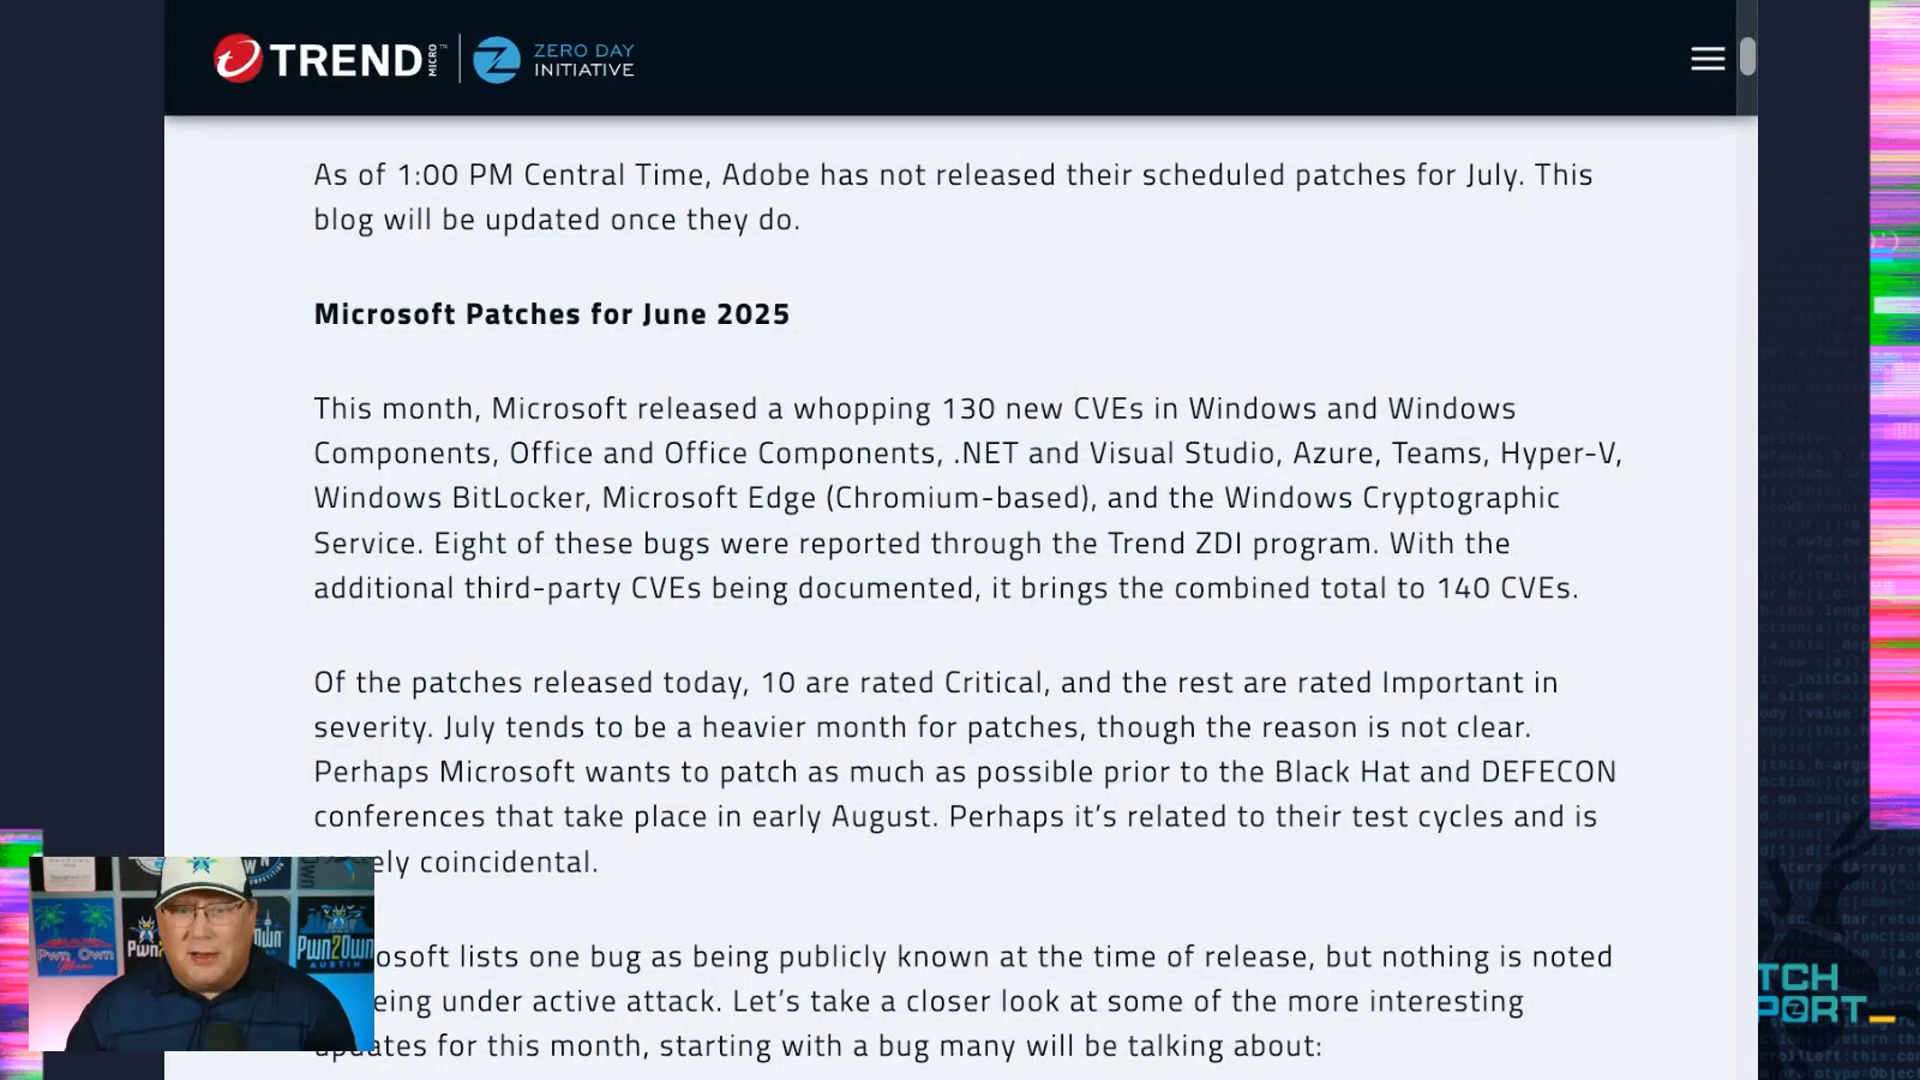 TREND MICRO™ | ZERO DAY INITIATIVE
As of 1:00 PM Central Time, Adobe has not released their scheduled patches for July. This
blog will be updated once they do.
Microsoft Patches for June 2025
This month, Microsoft released a whopping 130 new CVEs in Windows and Windows
Components, Office and Office Components, .NET and Visual Studio, Azure, Teams, Hyper-V,
Windows BitLocker, Microsoft Edge (Chromium-based), and the Windows Cryptographic
Service. Eight of these bugs were reported through the Trend ZDI program. With the
additional third-party CVEs being documented, it brings the combined total to 140 CVEs.
Of the patches released today, 10 are rated Critical, and the rest are rated Important in
severity. July tends to be a heavier month for patches, though the reason is not clear.
Perhaps Microsoft wants to patch as much as possible prior to the Black Hat and DEFECON
conferences that take place in early August. Perhaps it's related to their test cycles and is
ely coincidental.
osoft lists one bug as being publicly known at the time of release, but nothing is noted
eing under active attack. Let's take a closer look at some of the more interesting
updates for this month, starting with a bug many will be talking about:
Pwn Own
Miami
Pwn2Own
AUSTIN
TCH
PORT_